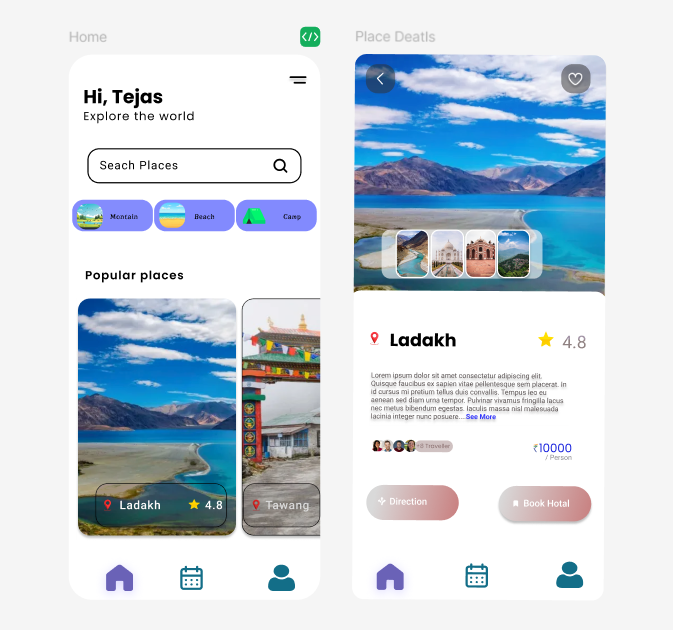 Home
</>
Hi, Tejas
Explore the world
Seach Places
Montain
Beach
Camp
Popular places
Ladakh
4.8
Tawang
Place Deatls
Ladakh
4.8
Lorem ipsum dolor sit amet consectetur adipiscing elit.
Quisque faucibus ex sapien vitae pellentesque sem placerat. In
id cursus mi pretium tellus duis convallis. Tempus leo eu
aenean sed diam urna tempor. Pulvinar vivamus fringilla lacus
nec metus bibendum egestas. Iaculis massa nisl malesuada
lacinia integer nunc posuere...See More
+3 Traveller
₹10000
/ Person
Direction
Book Hotal